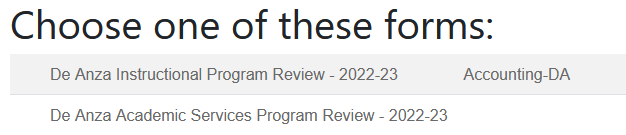 Choose one of these forms:
De Anza Instructional Program Review - 2022-23 Accounting-DA
De Anza Academic Services Program Review - 2022-23